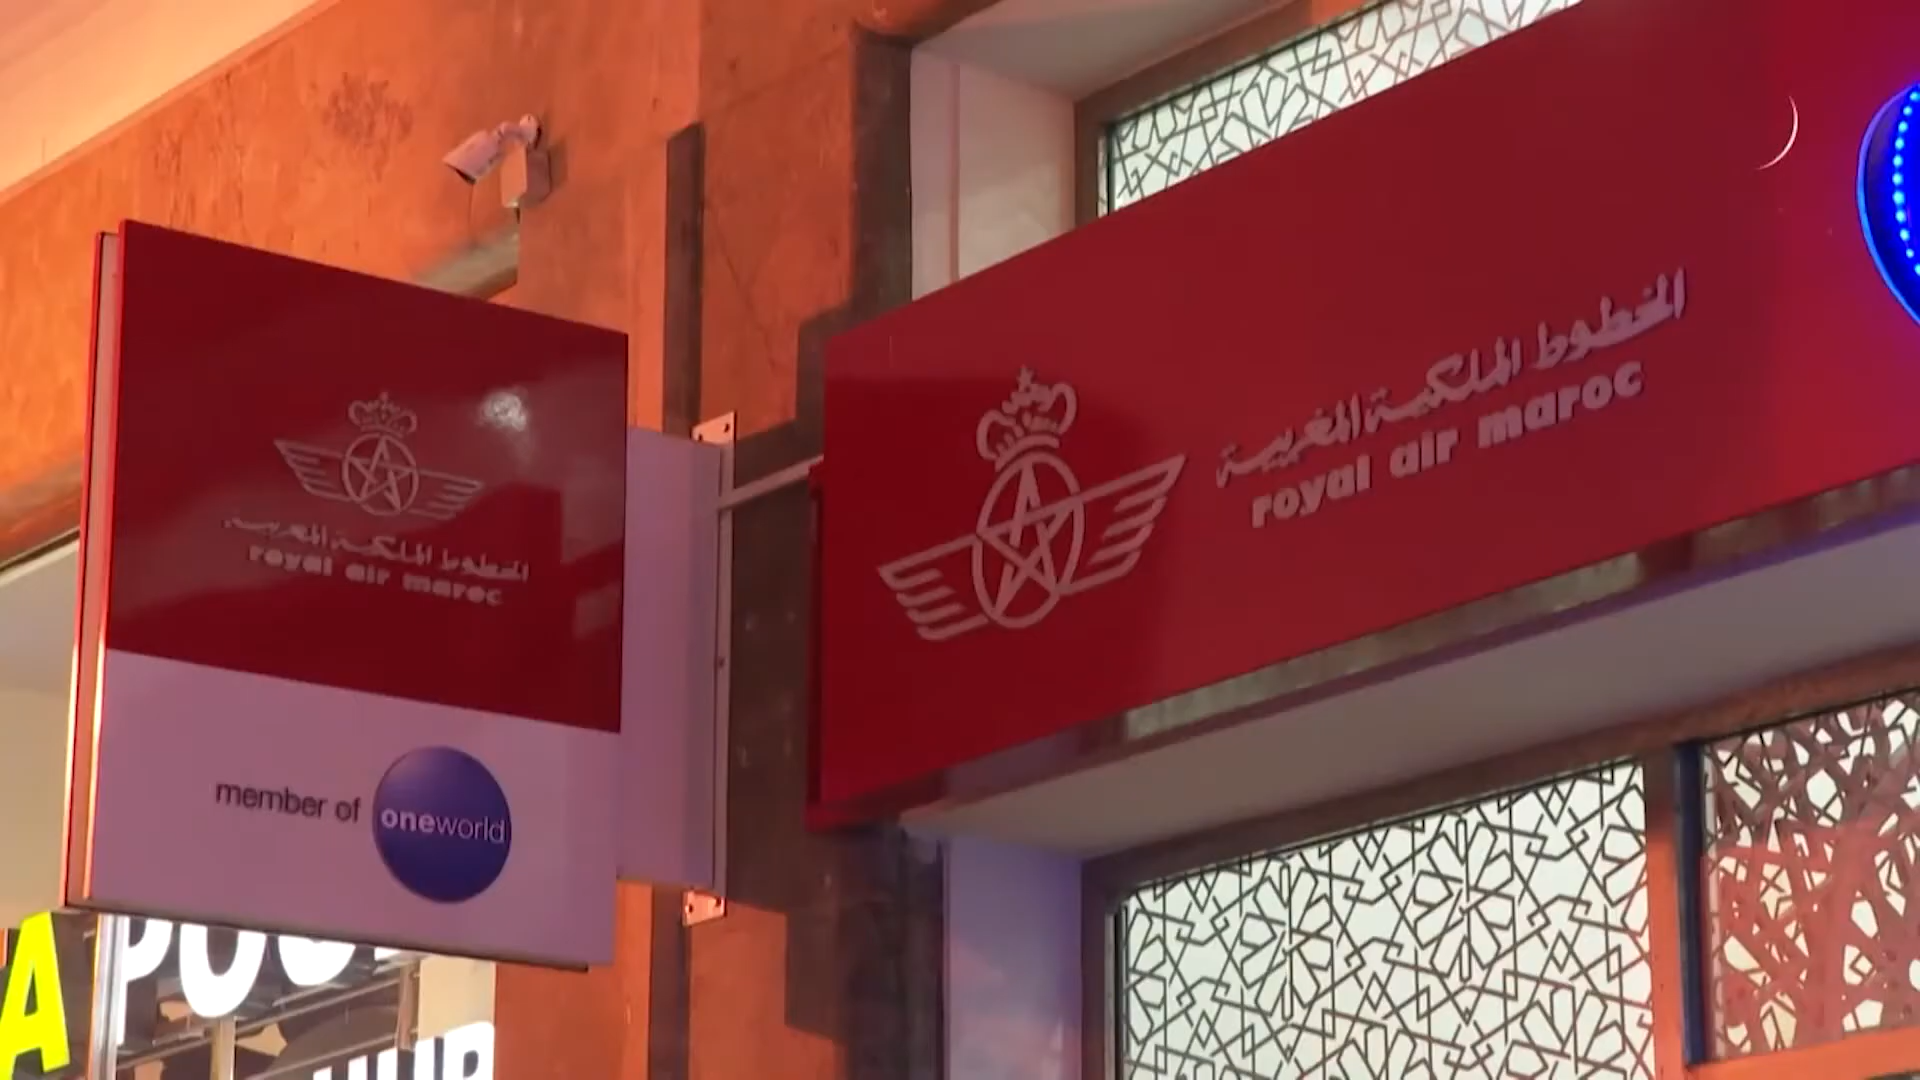 الخطوط الملكية المغربية
royal air maroc
member of oneworld
الخطوط الملكية المغربية
royal air maroc
A